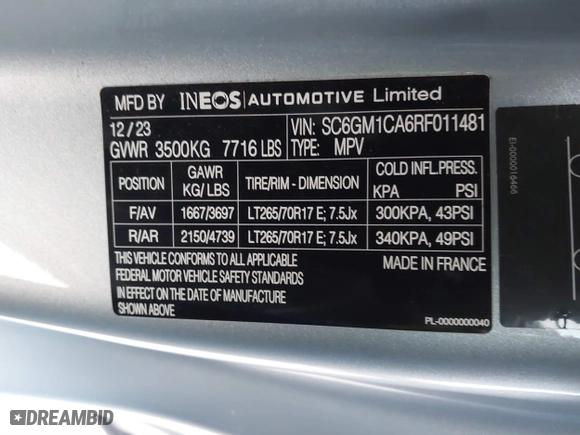 MFD BY INEOS AUTOMOTIVE Limited
12/23 VIN: SC6GM1CA6RF011481
GVWR 3500KG 7716 LBS TYPE: MPV
POSITION GAWR KG/LBS TIRE/RIM - DIMENSION COLD INFL.PRESS. KPA PSI
F/AV 1667/3697 LT265/70R17 E; 7.5Jx 300KPA, 43PSI
R/AR 2150/4739 LT265/70R17 E; 7.5Jx 340KPA, 49PSI
THIS VEHICLE CONFORMS TO ALL APPLICABLE MADE IN FRANCE
FEDERAL MOTOR VEHICLE SAFETY STANDARDS
IN EFFECT ON THE DATE OF MANUFACTURE
SHOWN ABOVE
PL-0000000040
EI-0000016466
DREAMBID